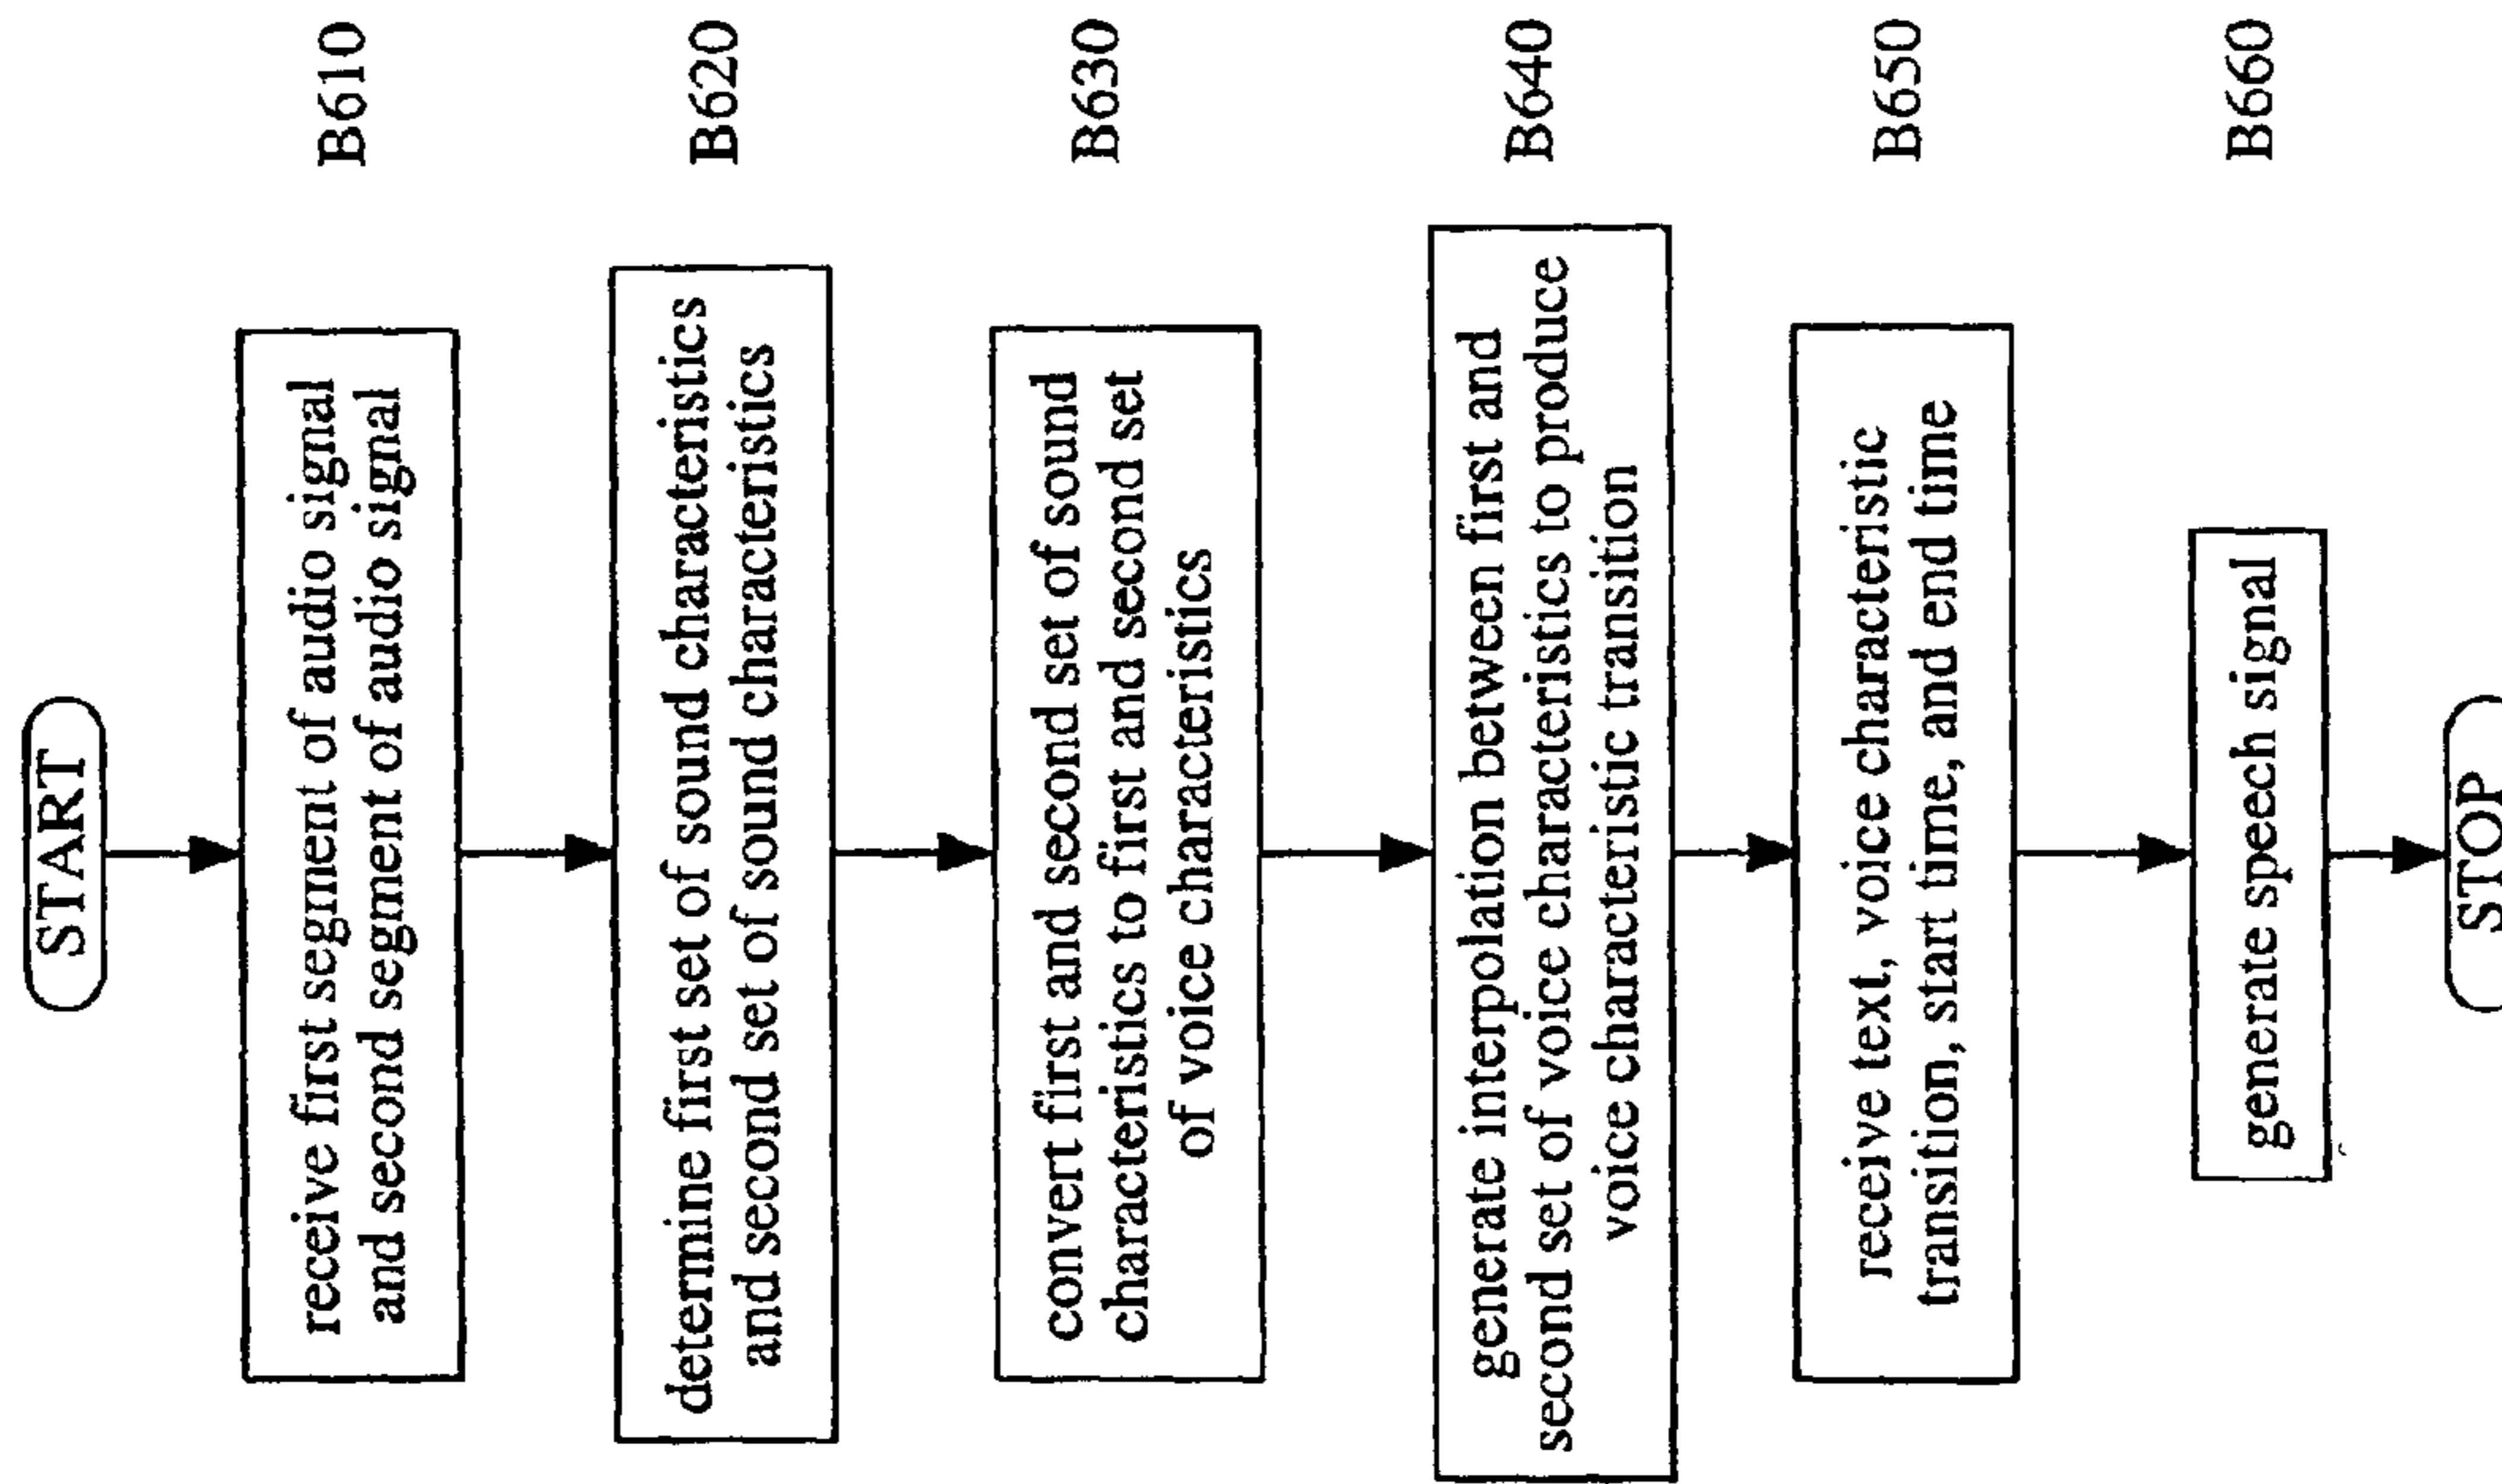 START
receive first segment of audio signal
and second segment of audio signal
B610
determine first set of sound characteristics
and second set of sound characteristics
B620
convert first and second set of sound
characteristics to first and second set
of voice characteristics
B630
generate interpolation between first and
second set of voice characteristics to produce
voice characteristic transition
B640
receive text, voice characteristic
transition, start time, and end time
B650
generate speech signal
B660
STOP